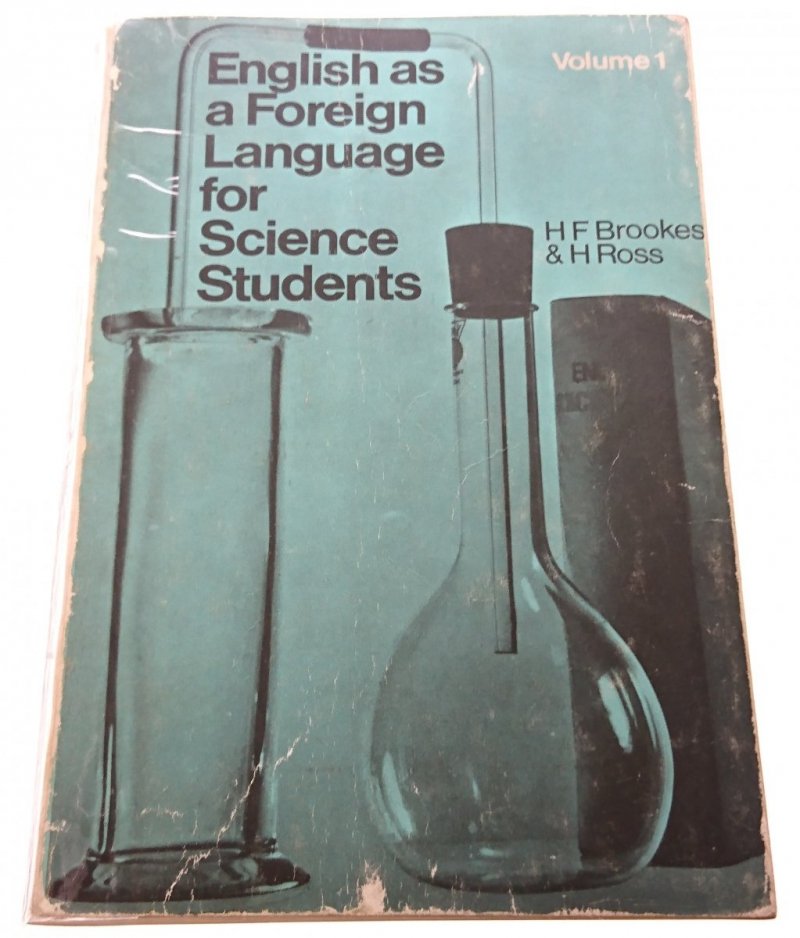 English as
a Foreign
Language
for
Science
Students
Volume 1
H F Brookes
& H Ross